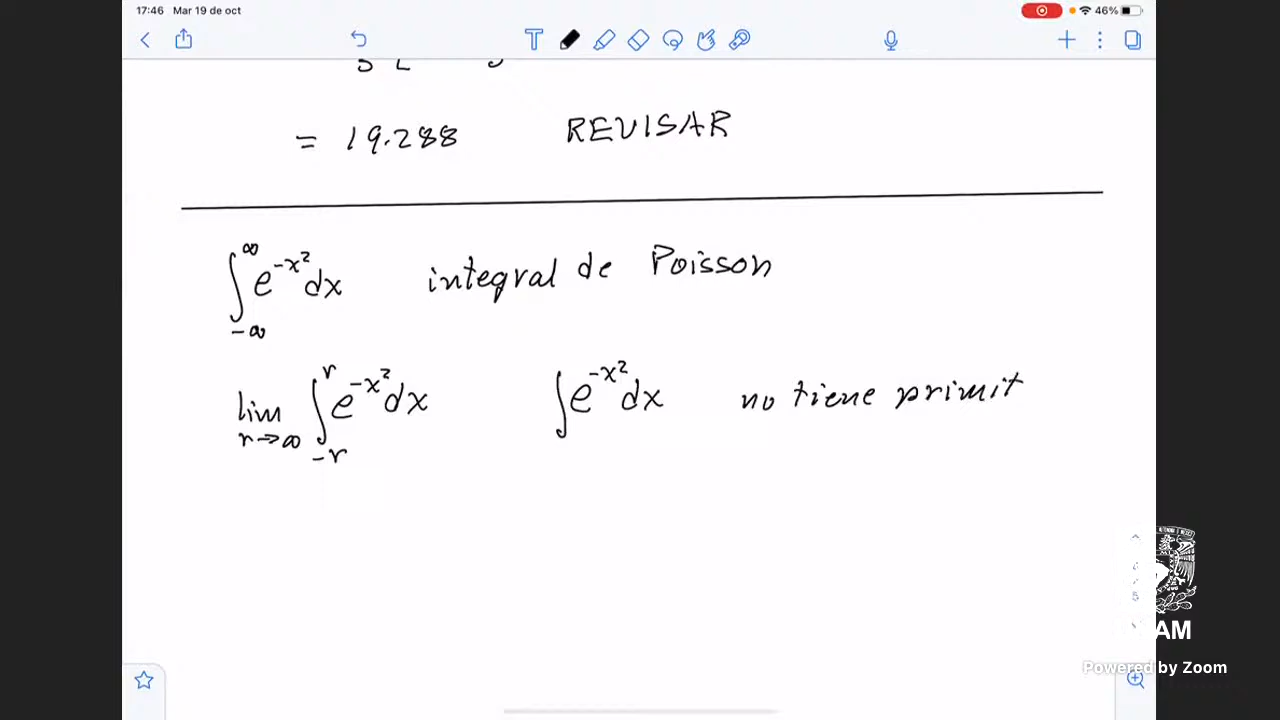 17:46 Mar 19 de oct 46%
= 19.288 REVISAR
∫_{-∞}^{∞} e^{-x²} dx integral de Poisson
lim_{r→∞} ∫_{-r}^{r} e^{-x²} dx ∫ e^{-x²} dx no tiene primit
AM
Powered by Zoom